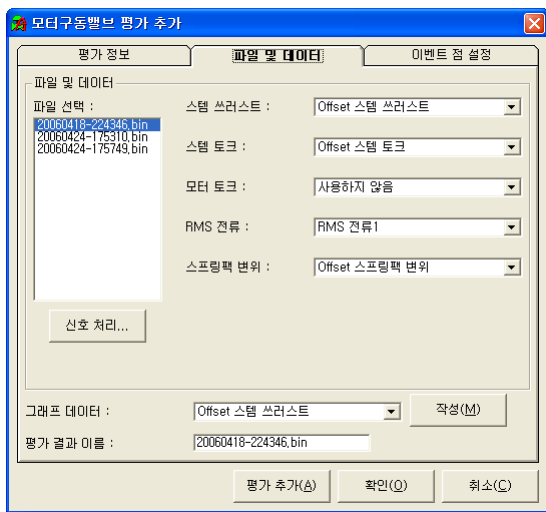 모터구동밸브 평가 추가
평가 정보 파일 및 데이터 이벤트 점 설정
파일 및 데이터
파일 선택 :
20060418-224346.bin
20060424-175310.bin
20060424-175749.bin
신호 처리...
스템 쓰러스트 : Offset 스템 쓰러스트
스템 토크 : Offset 스템 토크
모터 토크 : 사용하지 않음
RMS 전류 : RMS 전류1
스프링팩 변위 : Offset 스프링팩 변위
그래프 데이터 : Offset 스템 쓰러스트 작성(M)
평가 결과 이름 : 20060418-224346.bin
평가 추가(A) 확인(O) 취소(C)